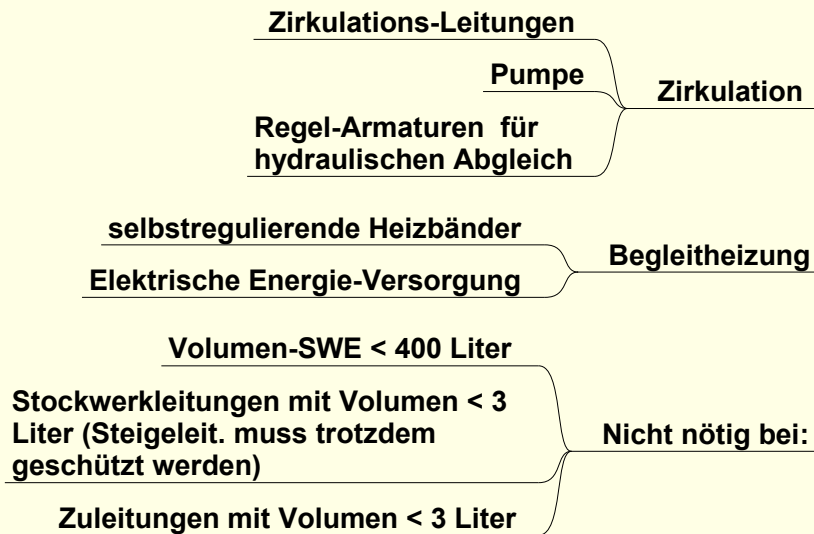 Zirkulations-Leitungen
Pumpe
Zirkulation
Regel-Armaturen für
hydraulischen Abgleich
selbstregulierende Heizbänder
Begleitheizung
Elektrische Energie-Versorgung
Volumen-SWE < 400 Liter
Stockwerkleitungen mit Volumen < 3
Liter (Steigeleit. muss trotzdem
geschützt werden)
Nicht nötig bei:
Zuleitungen mit Volumen < 3 Liter